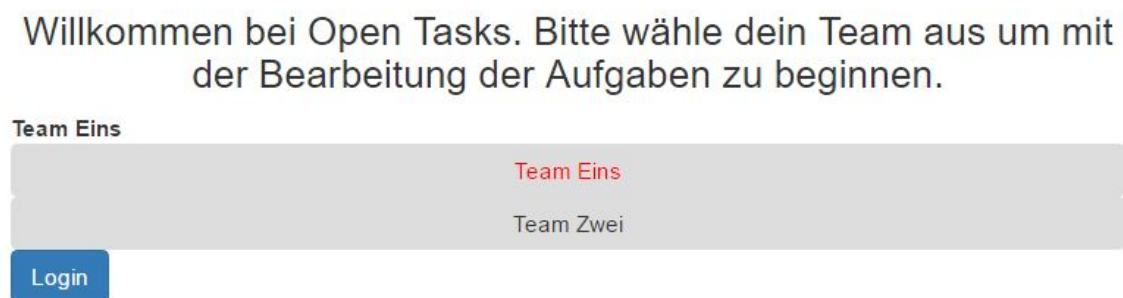 Willkommen bei Open Tasks. Bitte wähle dein Team aus um mit
der Bearbeitung der Aufgaben zu beginnen.
Team Eins
Team Eins
Team Zwei
Login